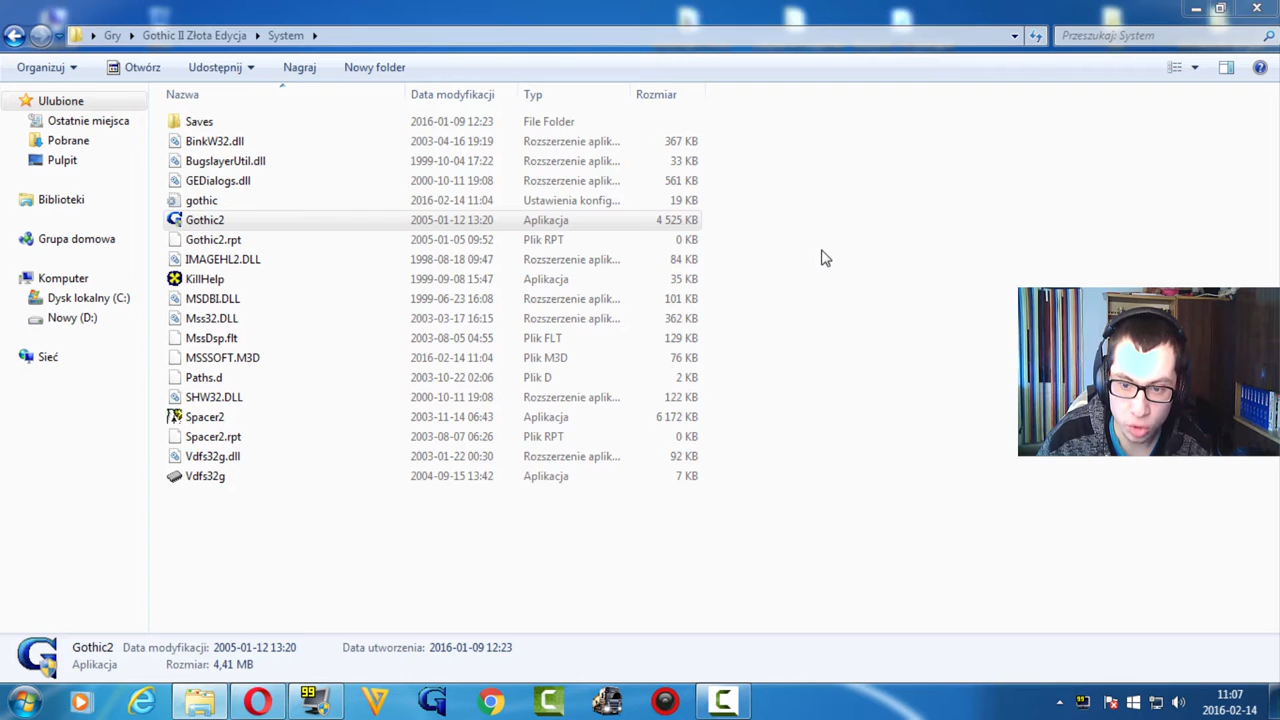 Gry Gothic II Złota Edycja System
Przeszukaj: System
Organizuj Otwórz Udostępnij Nagraj Nowy folder
Nazwa Data modyfikacji Typ Rozmiar
Ulubione
Ostatnie miejsca
Pobrane
Pulpit
Biblioteki
Grupa domowa
Komputer
Dysk lokalny (C:)
Nowy (D:)
Sieć
Saves 2016-01-09 12:23 File Folder
BinkW32.dll 2003-04-16 19:19 Rozszerzenie aplik... 367 KB
BugslayerUtil.dll 1999-10-04 17:22 Rozszerzenie aplik... 33 KB
GEDialogs.dll 2000-10-11 19:08 Rozszerzenie aplik... 561 KB
gothic 2016-02-14 11:04 Ustawienia konfig... 19 KB
Gothic2 2005-01-12 13:20 Aplikacja 4 525 KB
Gothic2.rpt 2005-01-05 09:52 Plik RPT 0 KB
IMAGEHL2.DLL 1998-08-18 09:47 Rozszerzenie aplik... 84 KB
KillHelp 1999-09-08 15:47 Aplikacja 35 KB
MSDBI.DLL 1999-06-23 16:08 Rozszerzenie aplik... 101 KB
Mss32.DLL 2003-03-17 16:15 Rozszerzenie aplik... 362 KB
MssDsp.flt 2003-08-05 04:55 Plik FLT 129 KB
MSSSOFT.M3D 2016-02-14 11:04 Plik M3D 76 KB
Paths.d 2003-10-22 02:06 Plik D 2 KB
SHW32.DLL 2000-10-11 19:08 Rozszerzenie aplik... 122 KB
Spacer2 2003-11-14 06:43 Aplikacja 6 172 KB
Spacer2.rpt 2003-08-07 06:26 Plik RPT 0 KB
Vdfs32g.dll 2003-01-22 00:30 Rozszerzenie aplik... 92 KB
Vdfs32g 2004-09-15 13:42 Aplikacja 7 KB
Gothic2 Data modyfikacji: 2005-01-12 13:20 Data utworzenia: 2016-01-09 12:23
Aplikacja Rozmiar: 4,41 MB
99
11:07
2016-02-14